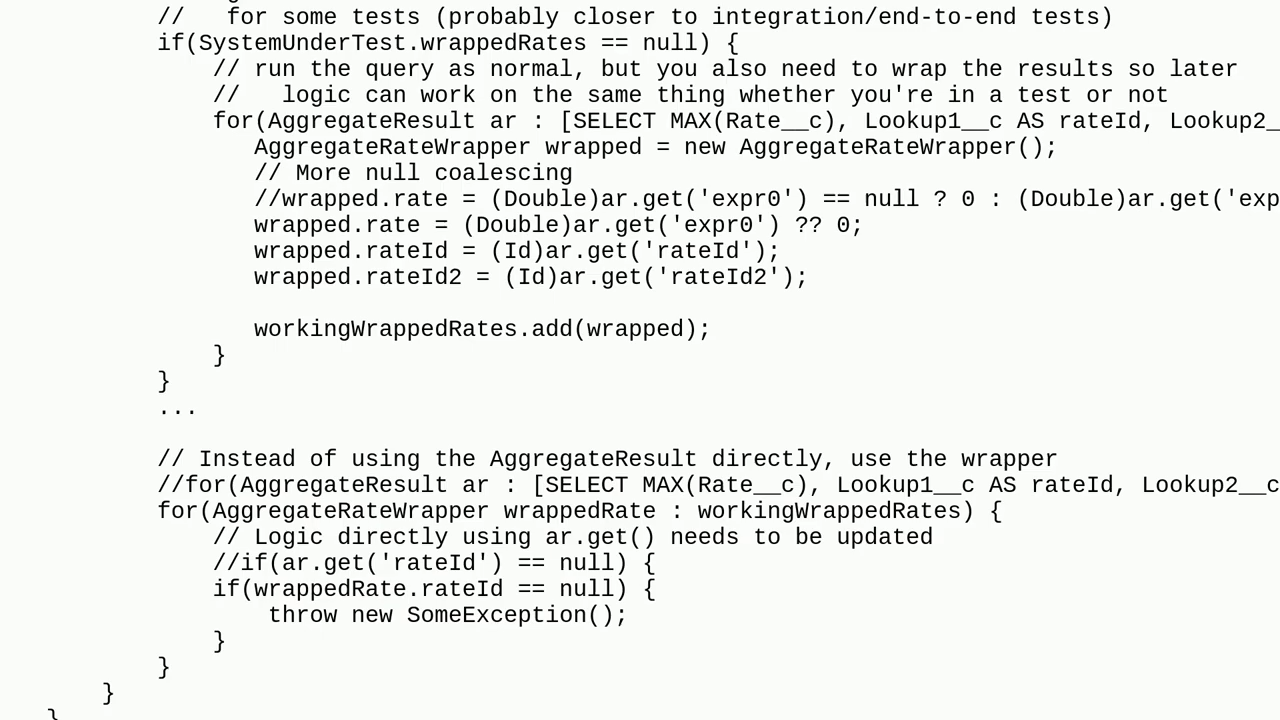 //   for some tests (probably closer to integration/end-to-end tests)
if(SystemUnderTest.wrappedRates == null) {
    // run the query as normal, but you also need to wrap the results so later
    //   logic can work on the same thing whether you're in a test or not
    for(AggregateResult ar : [SELECT MAX(Rate__c), Lookup1__c AS rateId, Lookup2_
       AggregateRateWrapper wrapped = new AggregateRateWrapper();
       // More null coalescing
       //wrapped.rate = (Double)ar.get('expr0') == null ? 0 : (Double)ar.get('exp
       wrapped.rate = (Double)ar.get('expr0') ?? 0;
       wrapped.rateId = (Id)ar.get('rateId');
       wrapped.rateId2 = (Id)ar.get('rateId2');

       workingWrappedRates.add(wrapped);
    }
}
...

// Instead of using the AggregateResult directly, use the wrapper
//for(AggregateResult ar : [SELECT MAX(Rate__c), Lookup1__c AS rateId, Lookup2__c
for(AggregateRateWrapper wrappedRate : workingWrappedRates) {
    // Logic directly using ar.get() needs to be updated
    //if(ar.get('rateId') == null) {
    if(wrappedRate.rateId == null) {
        throw new SomeException();
    }
}
}
}